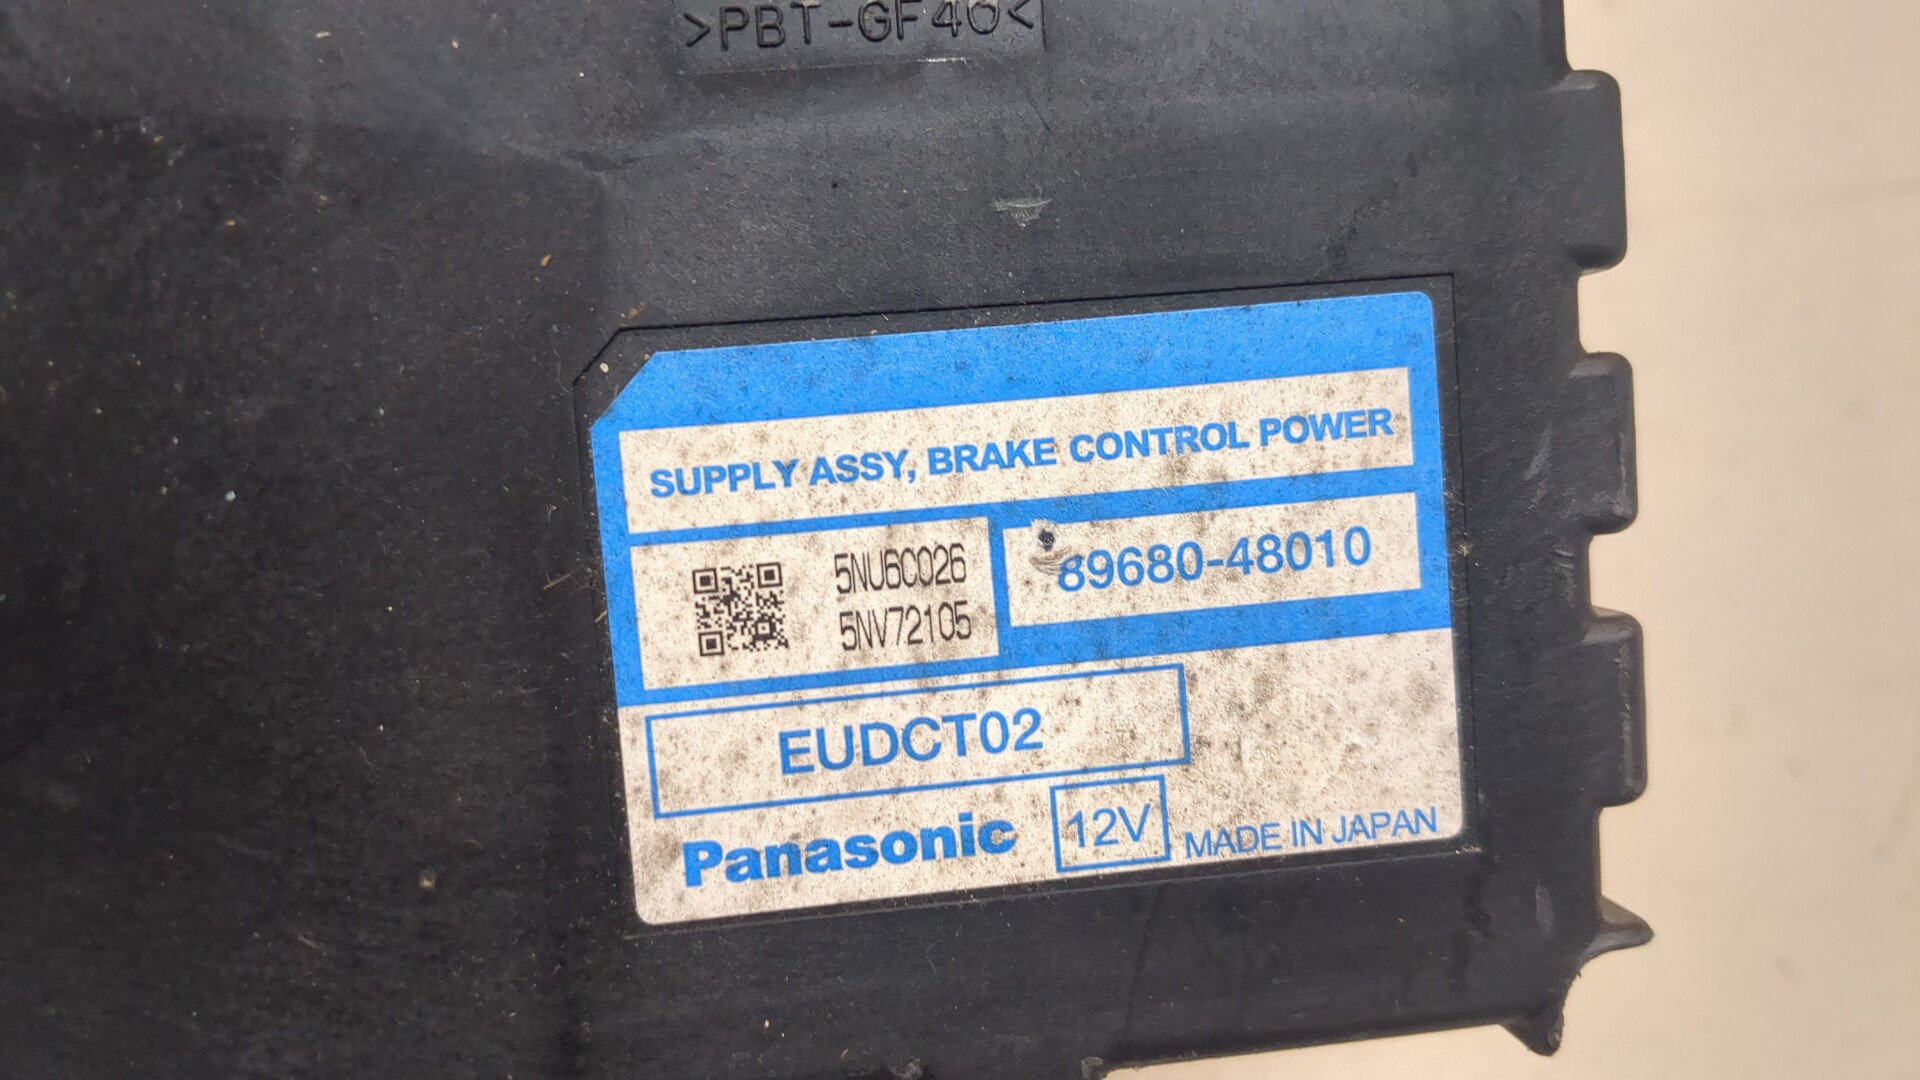 >PBT-GF40<
SUPPLY ASSY, BRAKE CONTROL POWER
5NU6C026
5NV72105
89680-48010
EUDCT02
Panasonic
12V
MADE IN JAPAN